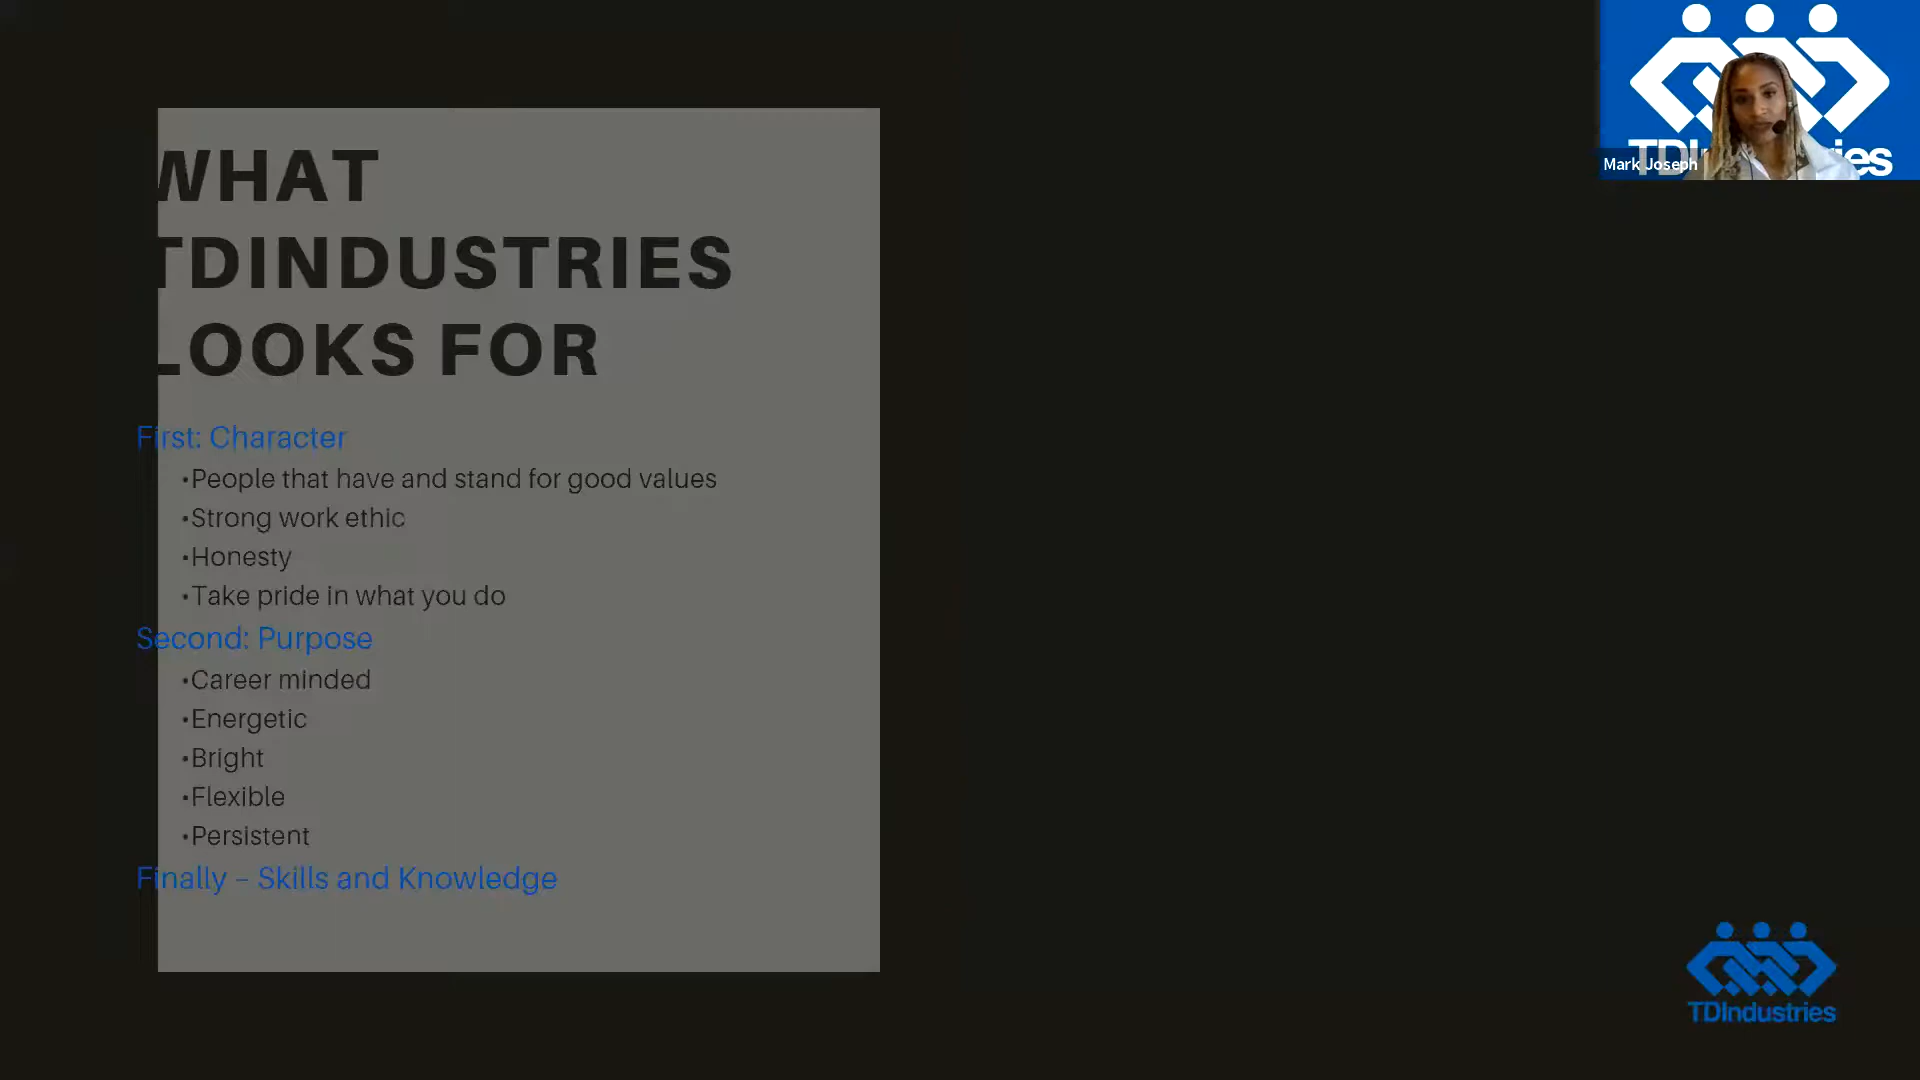 WHAT
TDINDUSTRIES
LOOKS FOR
First: Character
•People that have and stand for good values
•Strong work ethic
•Honesty
•Take pride in what you do
Second: Purpose
•Career minded
•Energetic
•Bright
•Flexible
•Persistent
Finally – Skills and Knowledge
Mark Joseph
TDIndustries